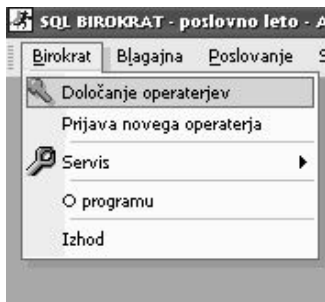 SQL BIROKRAT - poslovno leto - A
Birokrat Blagajna Poslovanje S
Določanje operaterjev
Prijava novega operaterja
Servis
O programu
Izhod